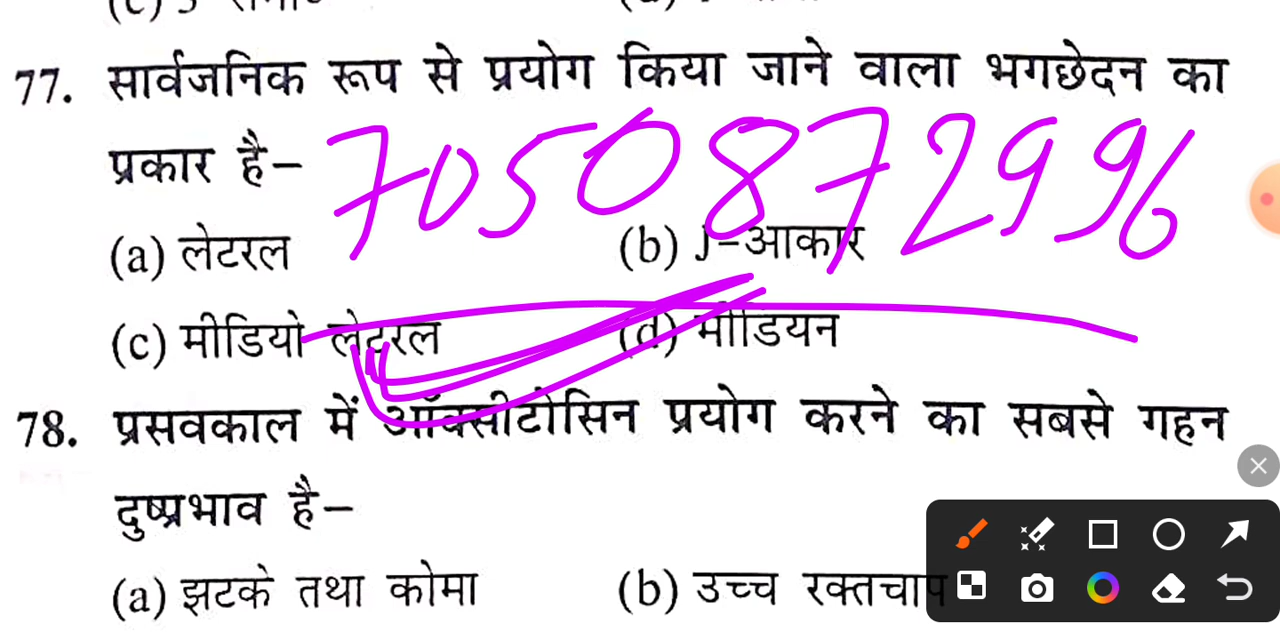 77. सार्वजनिक रूप से प्रयोग किया जाने वाला भगछेदन का
प्रकार है–
7050872996
(a) लेटरल (b) J–आकार
(c) मीडियो लेटरल (d) मीडियन
78. प्रसवकाल में ऑक्सीटोसिन प्रयोग करने का सबसे गहन
दुष्प्रभाव है–
(a) झटके तथा कोमा (b) उच्च रक्तचाप